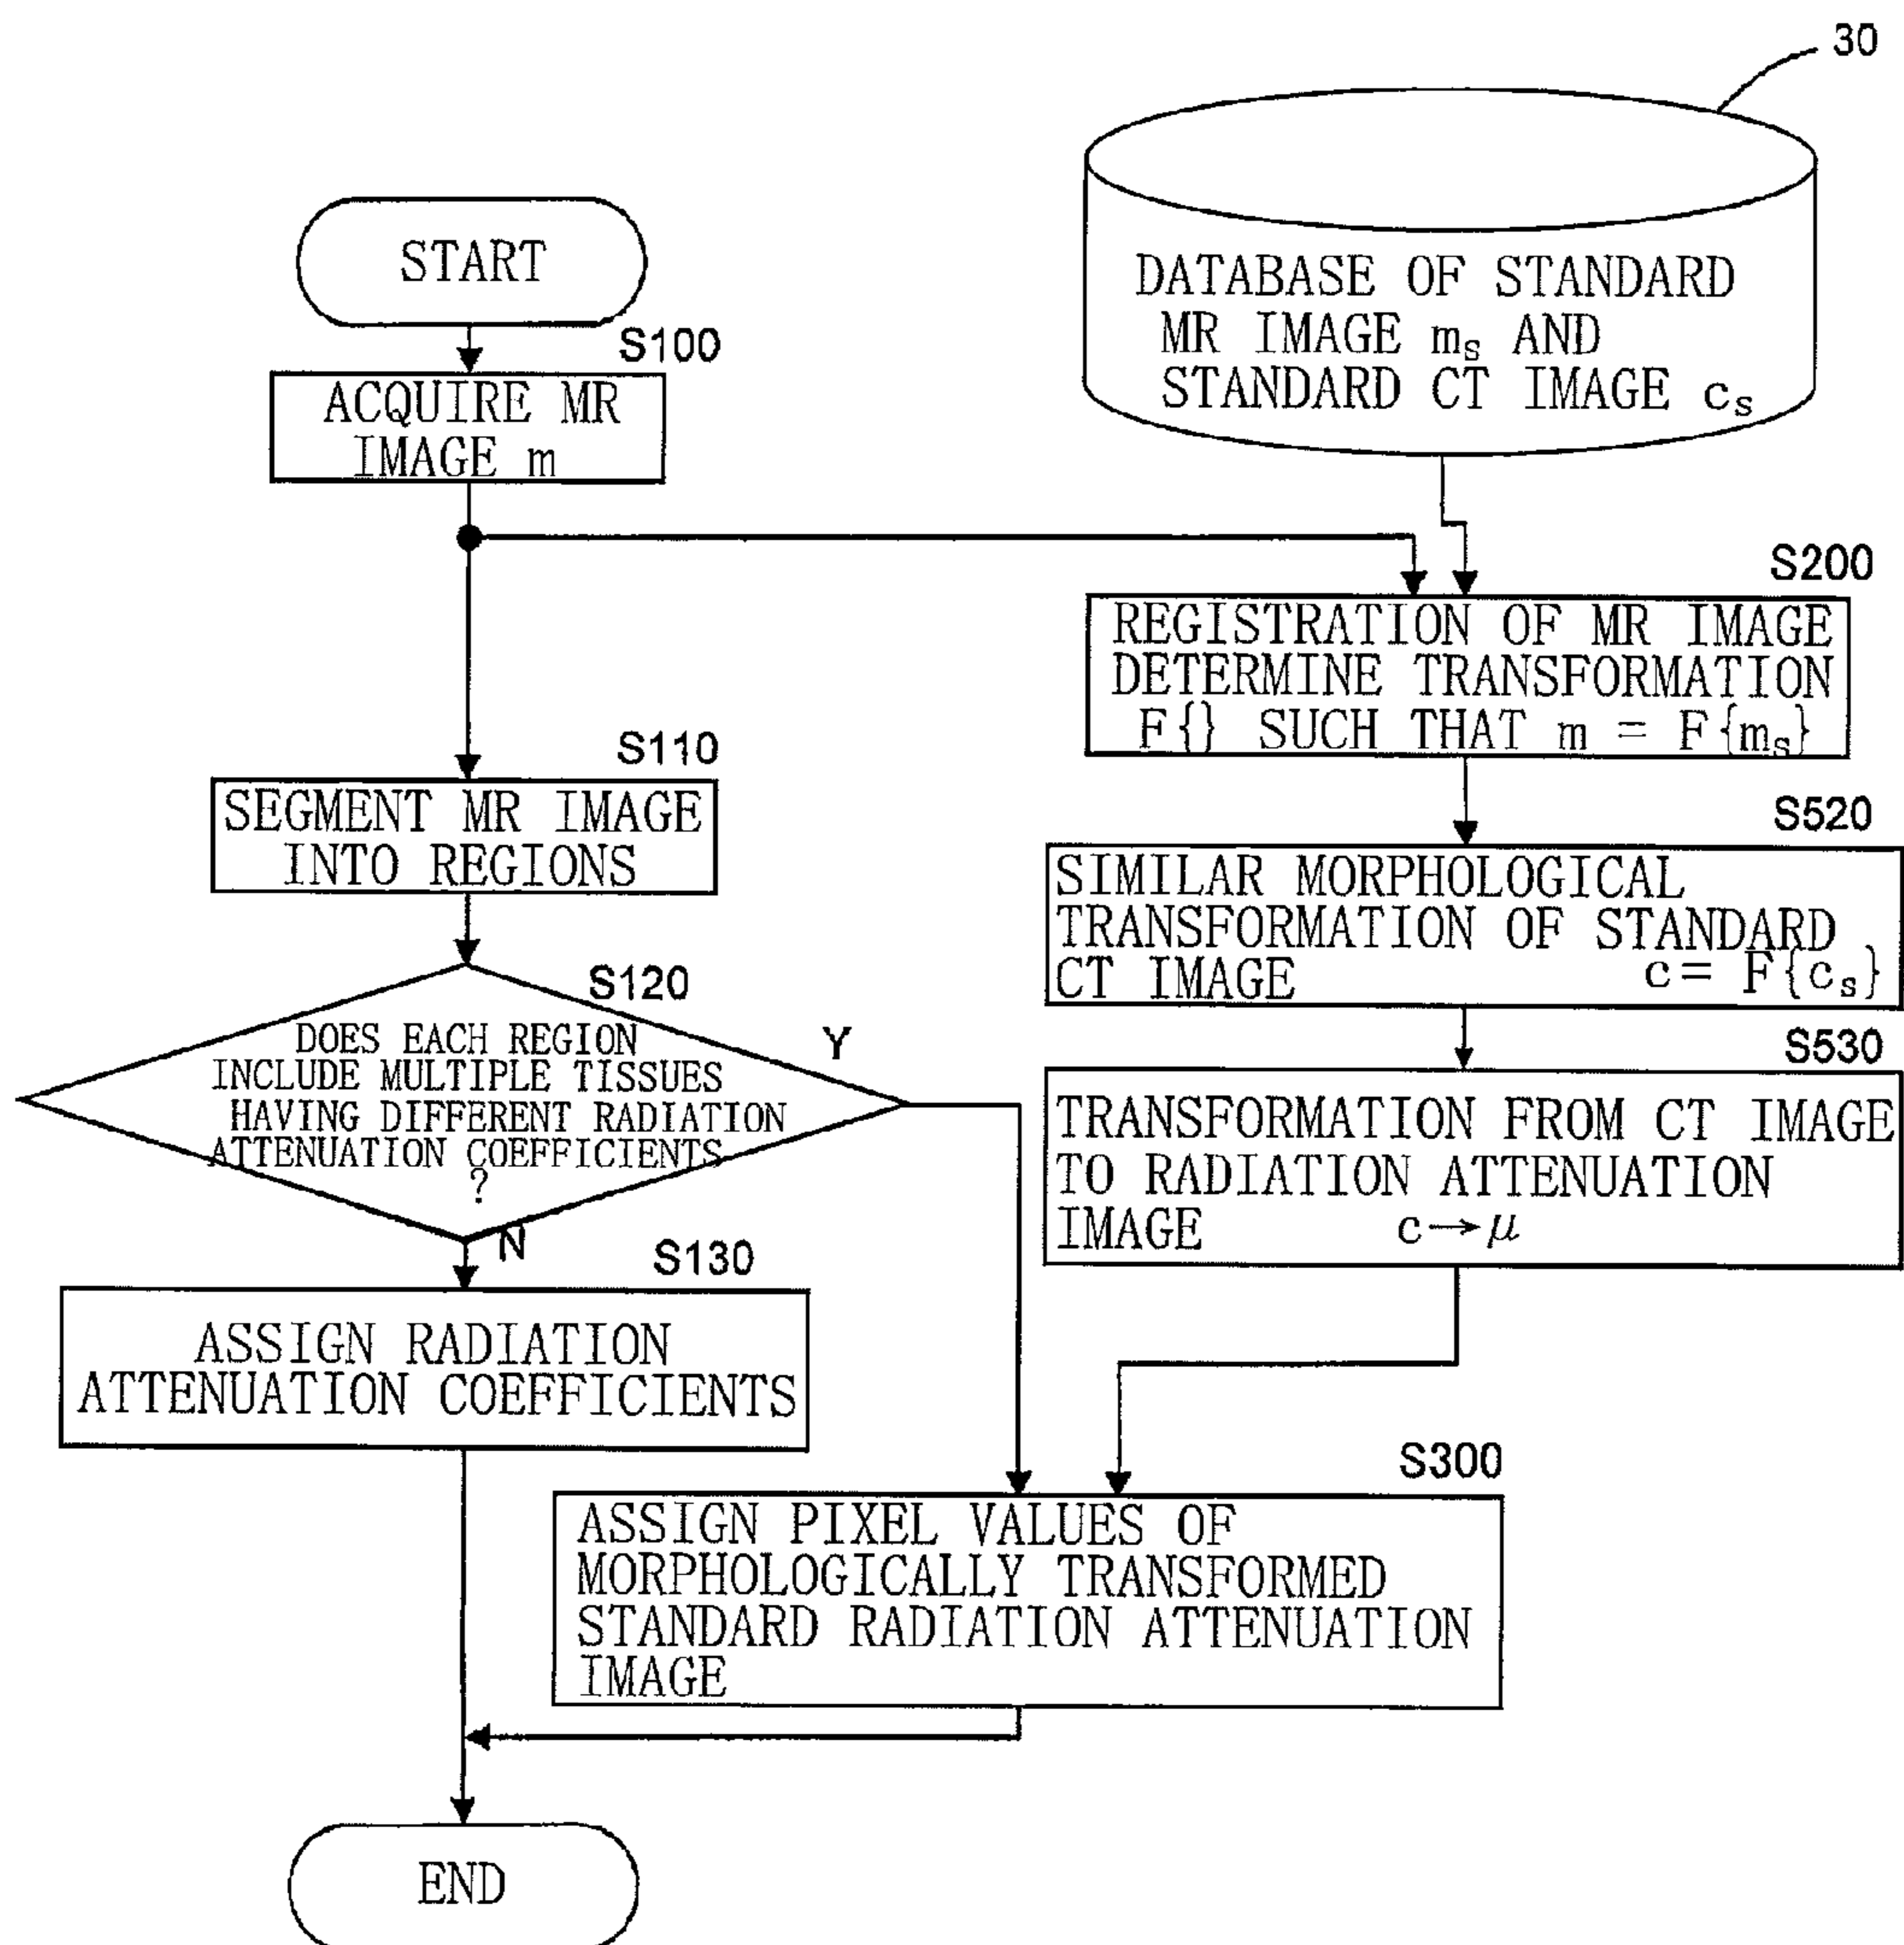 30
START
S100
ACQUIRE MR
IMAGE m
DATABASE OF STANDARD
MR IMAGE mₛ AND
STANDARD CT IMAGE cₛ
S200
REGISTRATION OF MR IMAGE
DETERMINE TRANSFORMATION
F{} SUCH THAT m = F{mₛ}
S110
SEGMENT MR IMAGE
INTO REGIONS
S520
SIMILAR MORPHOLOGICAL
TRANSFORMATION OF STANDARD
CT IMAGE c= F{cₛ}
S120
DOES EACH REGION
INCLUDE MULTIPLE TISSUES
HAVING DIFFERENT RADIATION
ATTENUATION COEFFICIENTS
?
Y
N
S530
TRANSFORMATION FROM CT IMAGE
TO RADIATION ATTENUATION
IMAGE c→μ
S130
ASSIGN RADIATION
ATTENUATION COEFFICIENTS
S300
ASSIGN PIXEL VALUES OF
MORPHOLOGICALLY TRANSFORMED
STANDARD RADIATION ATTENUATION
IMAGE
END